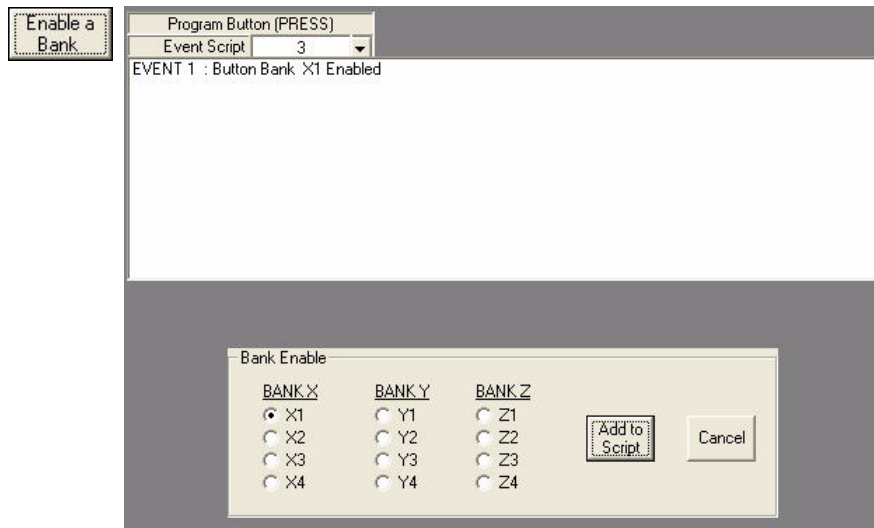 Enable a
Bank
Program Button (PRESS)
Event Script 3
EVENT 1 : Button Bank X1 Enabled
Bank Enable
BANK X BANK Y BANK Z
X1 Y1 Z1
X2 Y2 Z2
X3 Y3 Z3
X4 Y4 Z4
Add to
Script
Cancel